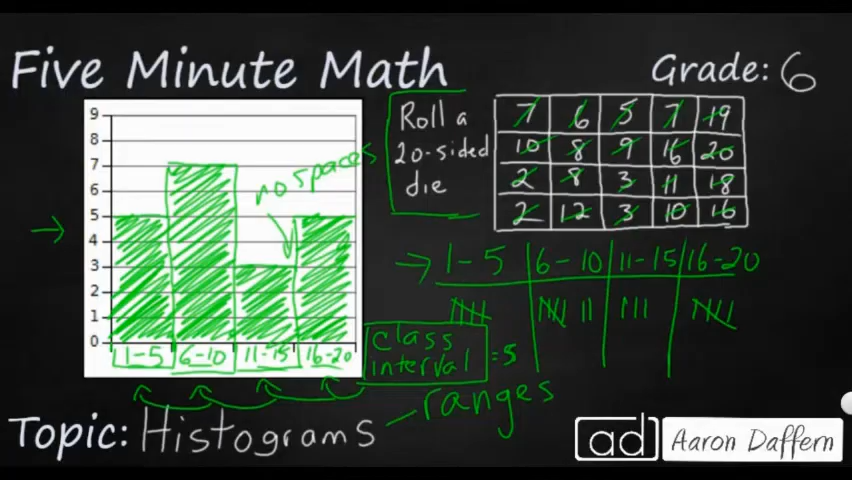 Five Minute Math
Grade: 6
9
8
7
6
5
4
3
2
1
0
no spaces
1-5 6-10 11-15 16-20
Roll a
20-sided
die
7 6 5 7 19
10 8 9 16 20
2 8 3 11 18
2 12 3 10 16
1-5 6-10 11-15 16-20
class
interval =5
ranges
Topic: Histograms
ad Aaron Daffern